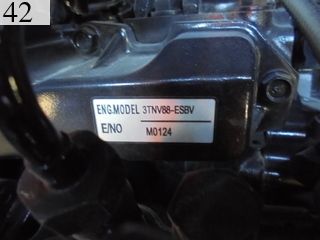 42
ENG.MODEL 3TNV88-ESBV
E/NO M0124